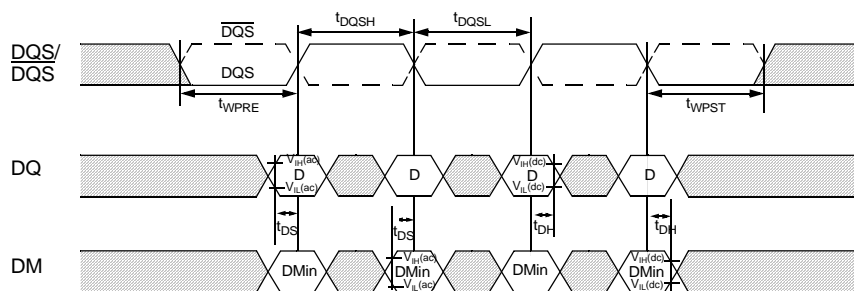 tDQSH tDQSL
DQS
DQS/
DQS
DQS
tWPRE tWPST
DQ
VIH(ac) VIH(dc)
D D D D
VIL(ac) VIL(dc)
tDS tDS tDH tDH
DM
VIH(ac) VIH(dc)
DMin DMin DMin DMin
VIL(ac) VIL(dc)